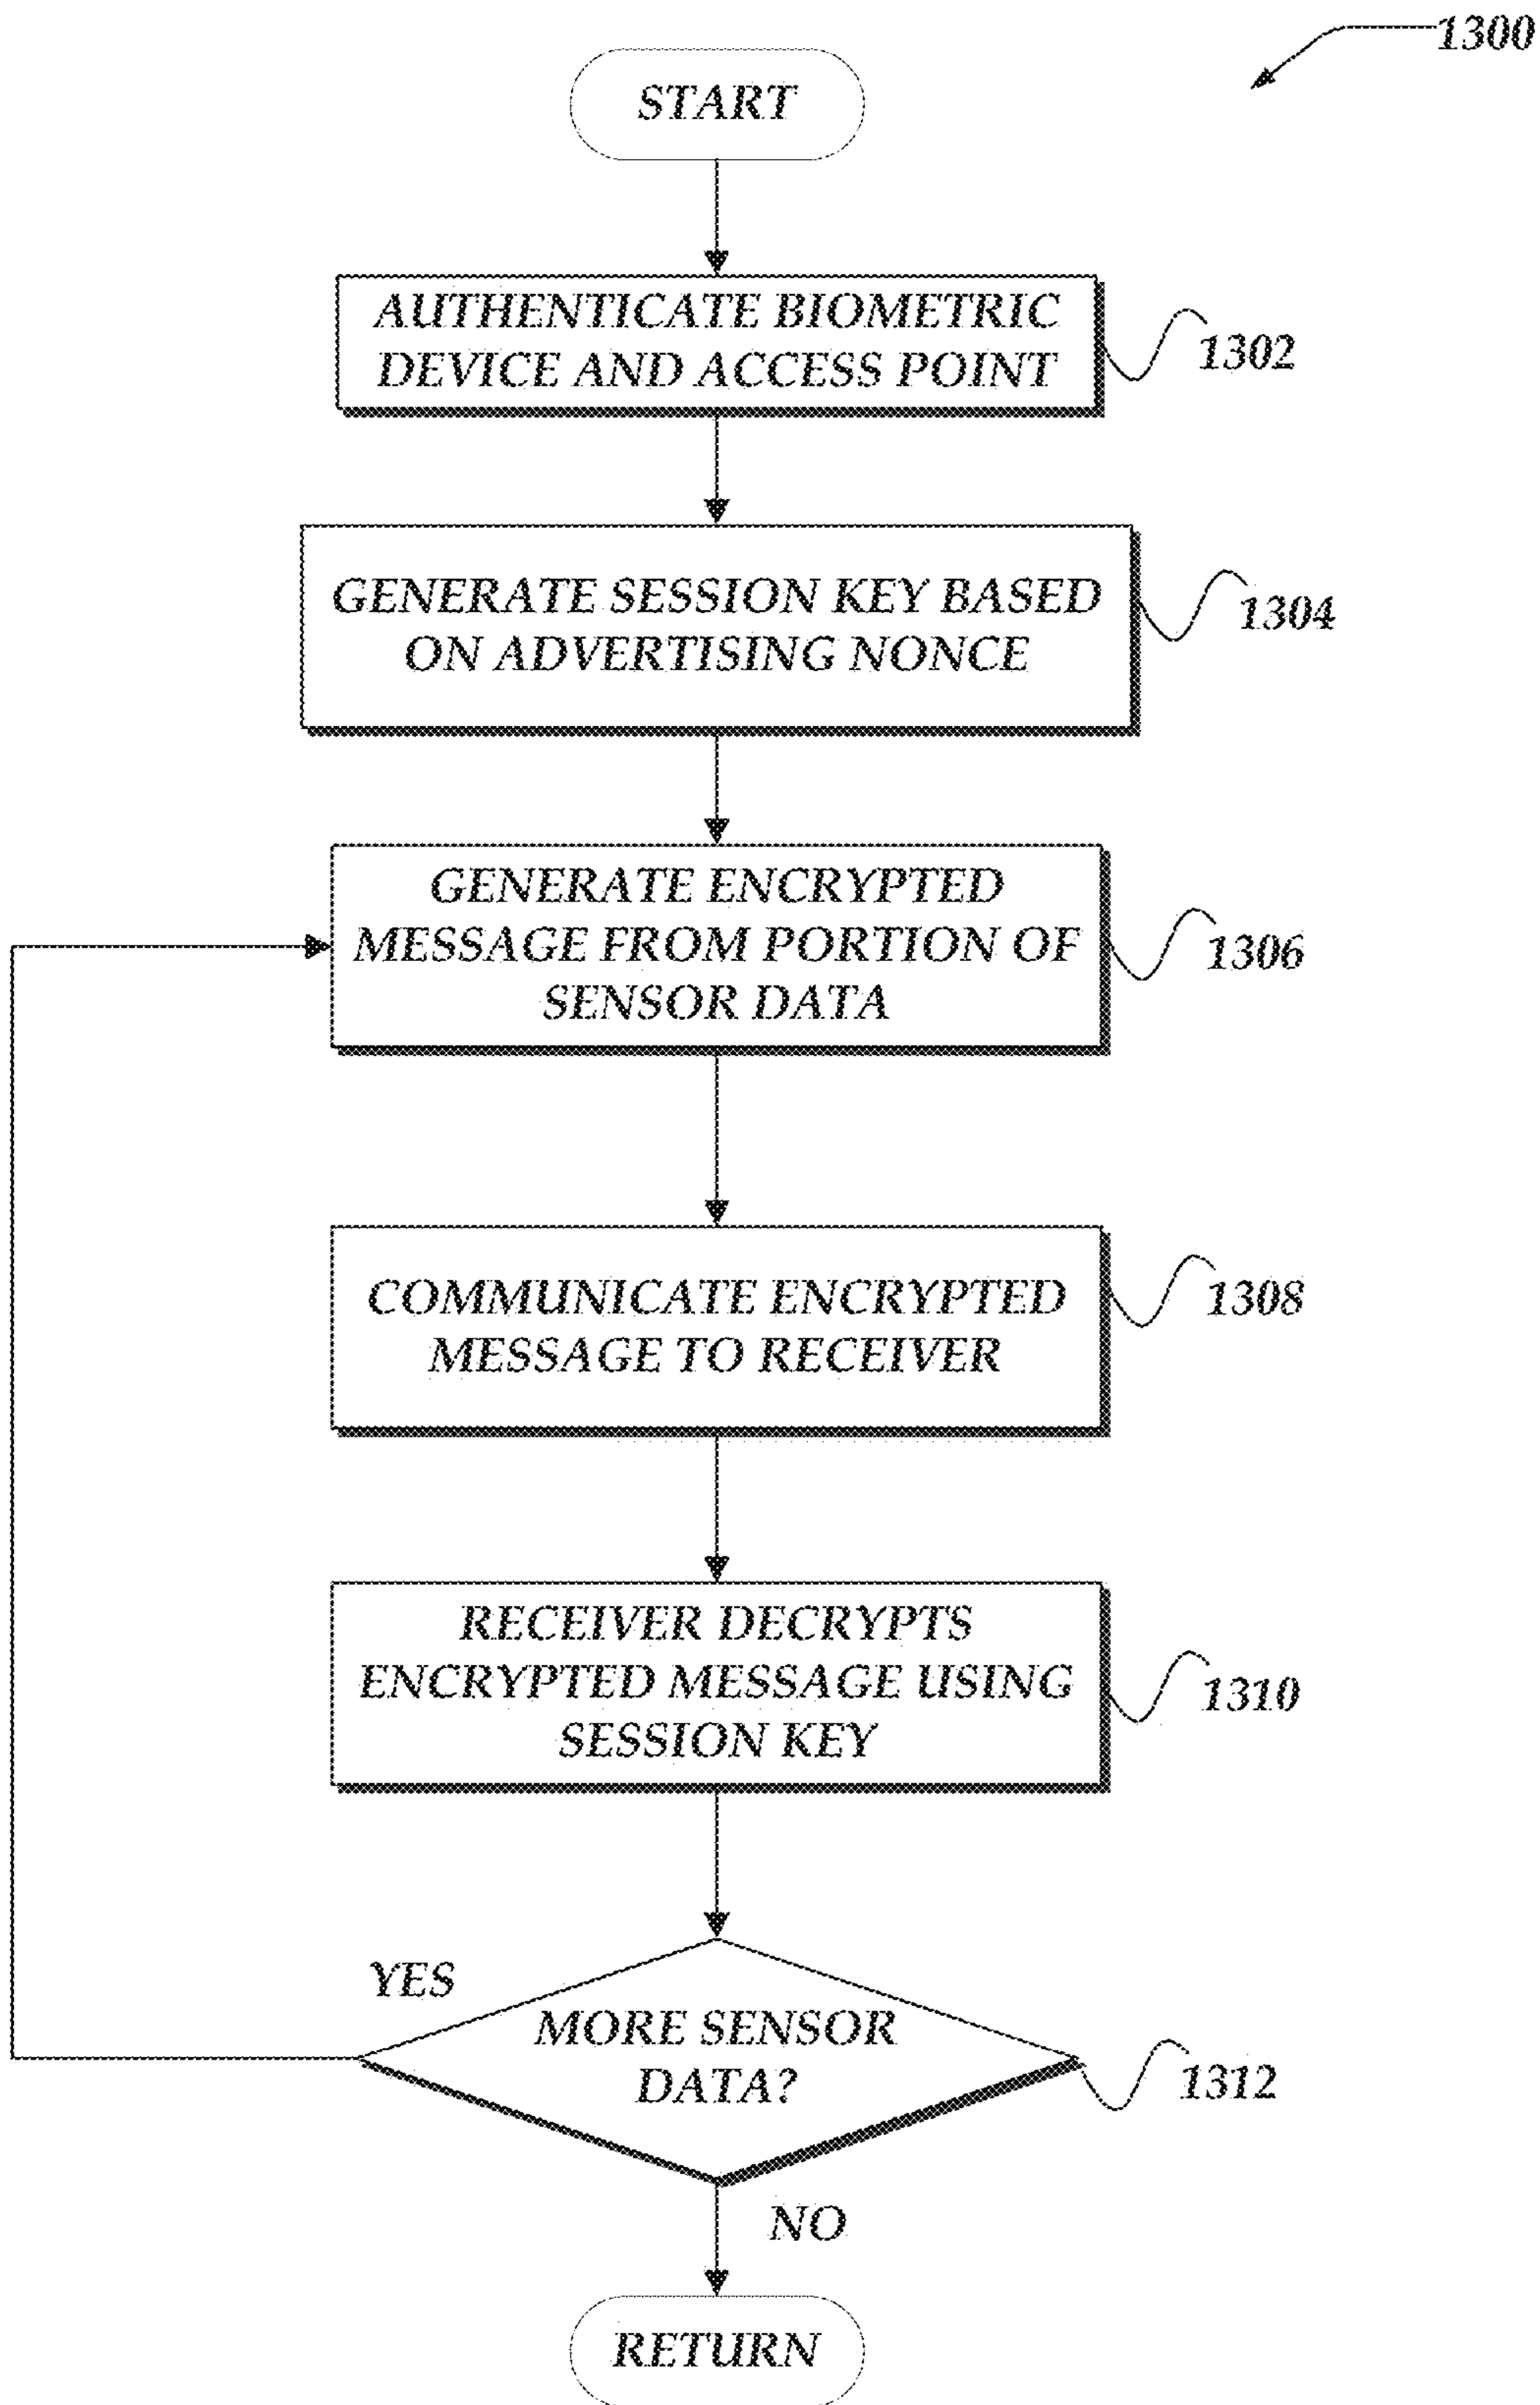 1300
START
AUTHENTICATE BIOMETRIC
DEVICE AND ACCESS POINT
1302
GENERATE SESSION KEY BASED
ON ADVERTISING NONCE
1304
GENERATE ENCRYPTED
MESSAGE FROM PORTION OF
SENSOR DATA
1306
COMMUNICATE ENCRYPTED
MESSAGE TO RECEIVER
1308
RECEIVER DECRYPTS
ENCRYPTED MESSAGE USING
SESSION KEY
1310
YES
MORE SENSOR
DATA?
1312
NO
RETURN